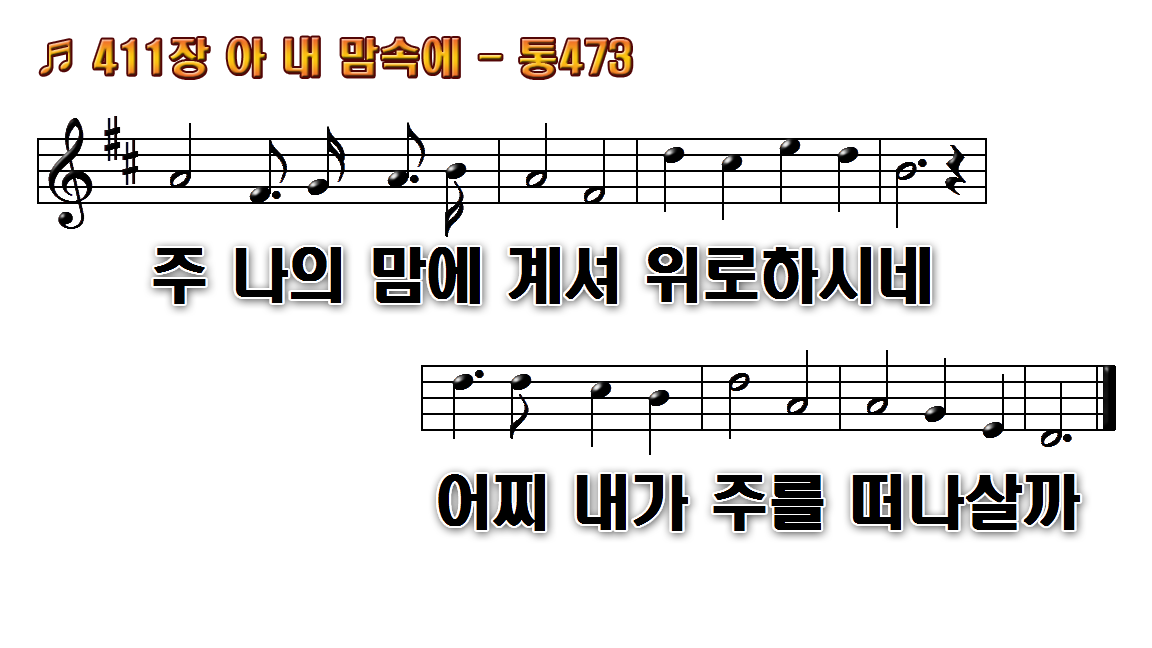 ♬ 411장 아 내 맘속에 - 통473
주 나의 맘에 계셔 위로하시네
어찌 내가 주를 떠나살까